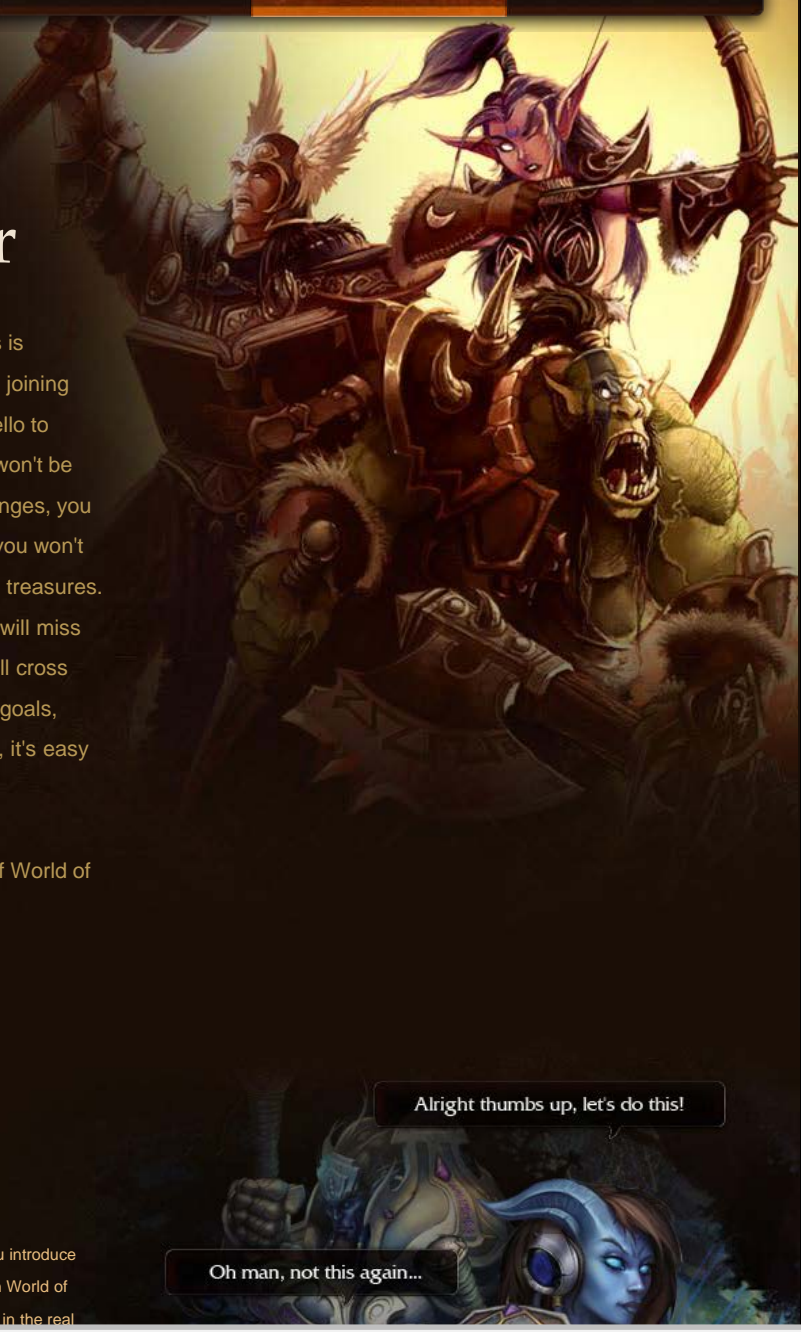 r
is
joining
ello to
won't be
nges, you
you won't
treasures.
will miss
ll cross
goals,
, it's easy
f World of
Alright thumbs up, let's do this!
Oh man, not this again...
u introduce
World of
in the real